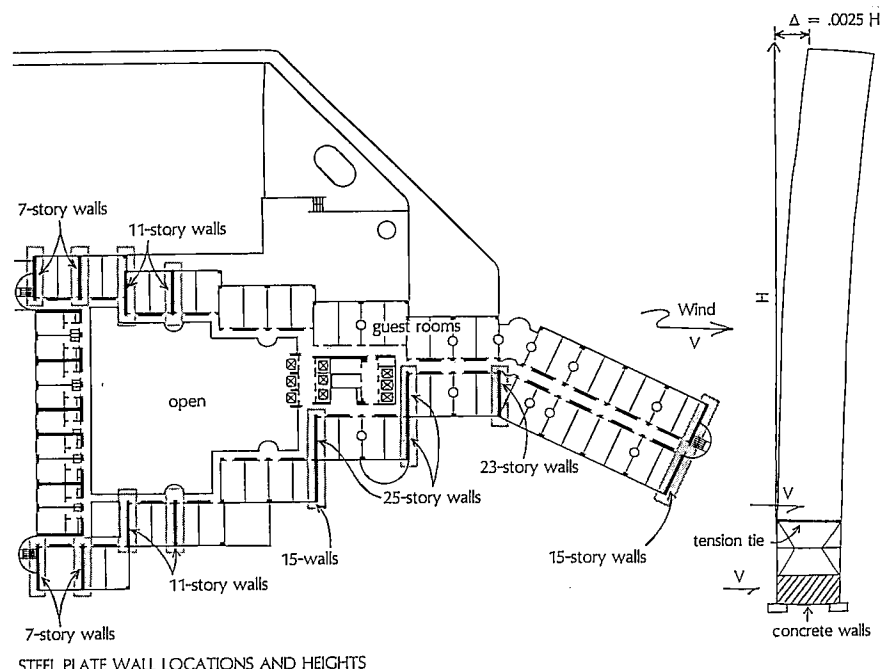 Δ = .0025 H
7-story walls
11-story walls
H
Wind
V
guest rooms
open
23-story walls
25-story walls
V
tension tie
15-walls
15-story walls
11-story walls
V
7-story walls
concrete walls
STEEL PLATE WALL LOCATIONS AND HEIGHTS